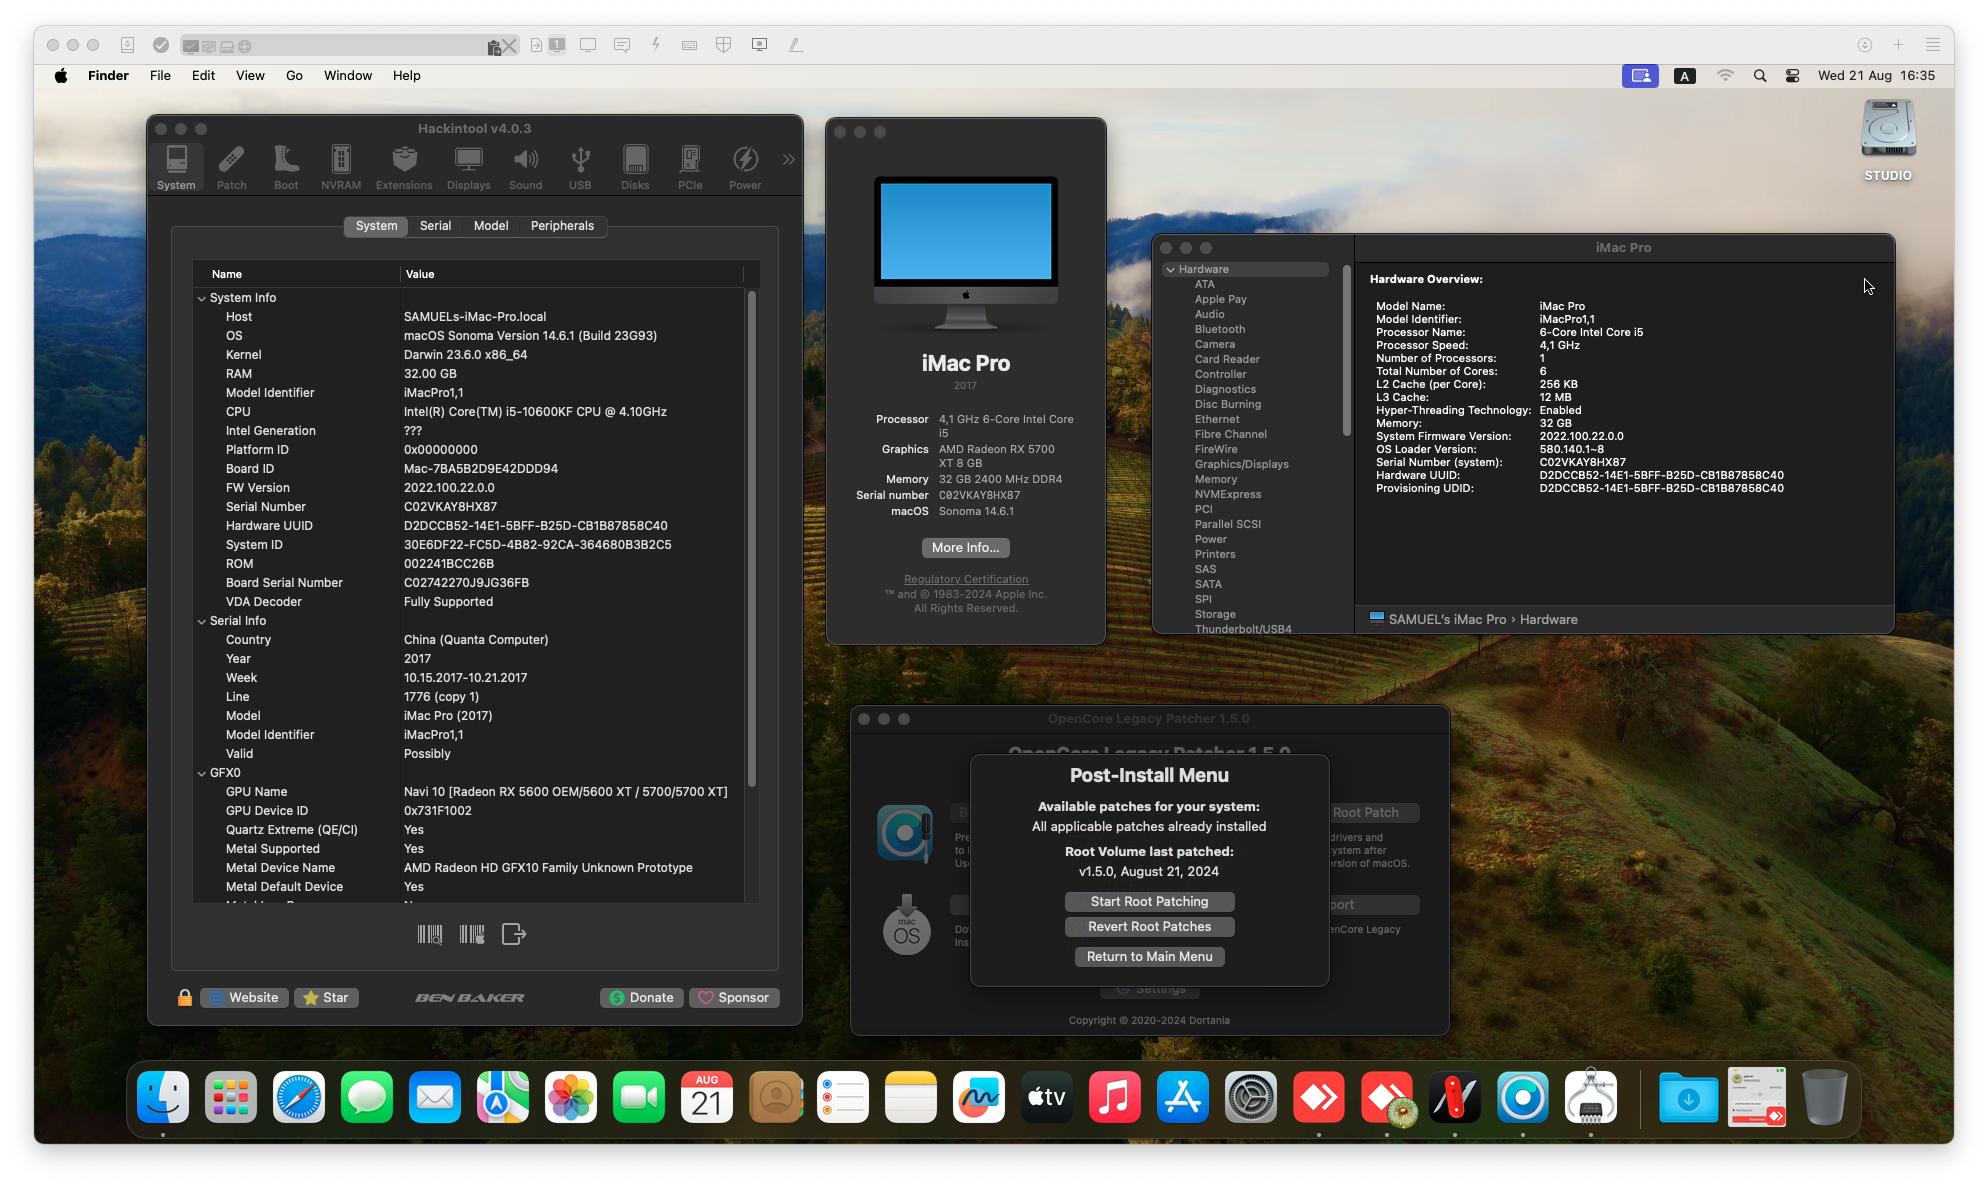 1
Finder File Edit View Go Window Help
A
Wed 21 Aug 16:35
STUDIO
Hackintool v4.0.3
System Patch Boot NVRAM Extensions Displays Sound USB Disks PCIe Power
System Serial Model Peripherals
Name Value
System Info
Host SAMUELs-iMac-Pro.local
OS macOS Sonoma Version 14.6.1 (Build 23G93)
Kernel Darwin 23.6.0 x86_64
RAM 32.00 GB
Model Identifier iMacPro1,1
CPU Intel(R) Core(TM) i5-10600KF CPU @ 4.10GHz
Intel Generation ???
Platform ID 0x00000000
Board ID Mac-7BA5B2D9E42DDD94
FW Version 2022.100.22.0.0
Serial Number C02VKAY8HX87
Hardware UUID D2DCCB52-14E1-5BFF-B25D-CB1B87858C40
System ID 30E6DF22-FC5D-4B82-92CA-364680B3B2C5
ROM 002241BCC26B
Board Serial Number C02742270J9JG36FB
VDA Decoder Fully Supported
Serial Info
Country China (Quanta Computer)
Year 2017
Week 10.15.2017-10.21.2017
Line 1776 (copy 1)
Model iMac Pro (2017)
Model Identifier iMacPro1,1
Valid Possibly
GFX0
GPU Name Navi 10 [Radeon RX 5600 OEM/5600 XT / 5700/5700 XT]
GPU Device ID 0x731F1002
Quartz Extreme (QE/CI) Yes
Metal Supported Yes
Metal Device Name AMD Radeon HD GFX10 Family Unknown Prototype
Metal Default Device Yes
Website Star BEN BAKER Donate Sponsor
iMac Pro
2017
Processor 4,1 GHz 6-Core Intel Core
i5
Graphics AMD Radeon RX 5700
XT 8 GB
Memory 32 GB 2400 MHz DDR4
Serial number C02VKAY8HX87
macOS Sonoma 14.6.1
More Info...
Regulatory Certification
™ and © 1983-2024 Apple Inc.
All Rights Reserved.
iMac Pro
Hardware
ATA
Apple Pay
Audio
Bluetooth
Camera
Card Reader
Controller
Diagnostics
Disc Burning
Ethernet
Fibre Channel
FireWire
Graphics/Displays
Memory
NVMExpress
PCI
Parallel SCSI
Power
Printers
SAS
SATA
SPI
Storage
Thunderbolt/USB4
Hardware Overview:
Model Name: iMac Pro
Model Identifier: iMacPro1,1
Processor Name: 6-Core Intel Core i5
Processor Speed: 4,1 GHz
Number of Processors: 1
Total Number of Cores: 6
L2 Cache (per Core): 256 KB
L3 Cache: 12 MB
Hyper-Threading Technology: Enabled
Memory: 32 GB
System Firmware Version: 2022.100.22.0.0
OS Loader Version: 580.140.1~8
Serial Number (system): C02VKAY8HX87
Hardware UUID: D2DCCB52-14E1-5BFF-B25D-CB1B87858C40
Provisioning UDID: D2DCCB52-14E1-5BFF-B25D-CB1B87858C40
SAMUEL's iMac Pro › Hardware
OpenCore Legacy Patcher 1.5.0
OpenCore Legacy Patcher 1.5.0
Post-Install Menu
Available patches for your system:
All applicable patches already installed
Root Volume last patched:
v1.5.0, August 21, 2024
Start Root Patching
Revert Root Patches
Return to Main Menu
B
Pre
to
Us
Root Patch
drivers and
ystem after
ersion of macOS.
mac
OS
Do
Ins
port
enCore Legacy
Settings
Copyright © 2020-2024 Dortania
AUG
21
tv